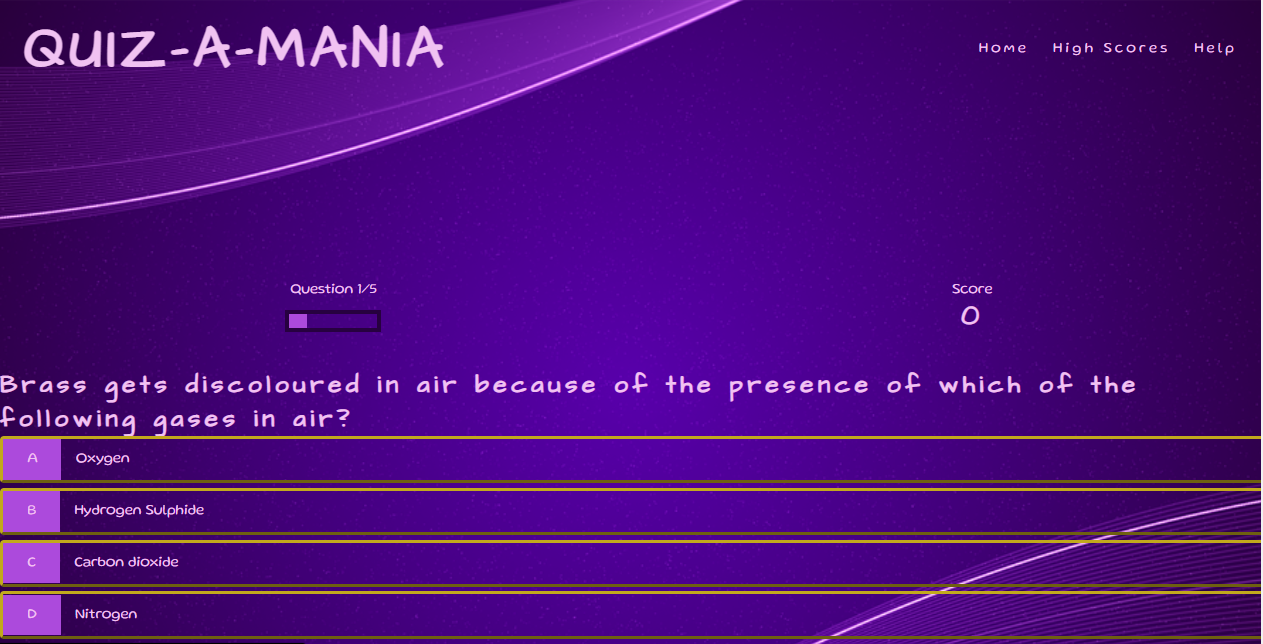 QUIZ-A-MANIA
Home High Scores Help
Question 1/5
Score
0
Brass gets discoloured in air because of the presence of which of the
following gases in air?
A Oxygen
B Hydrogen Sulphide
C Carbon dioxide
D Nitrogen